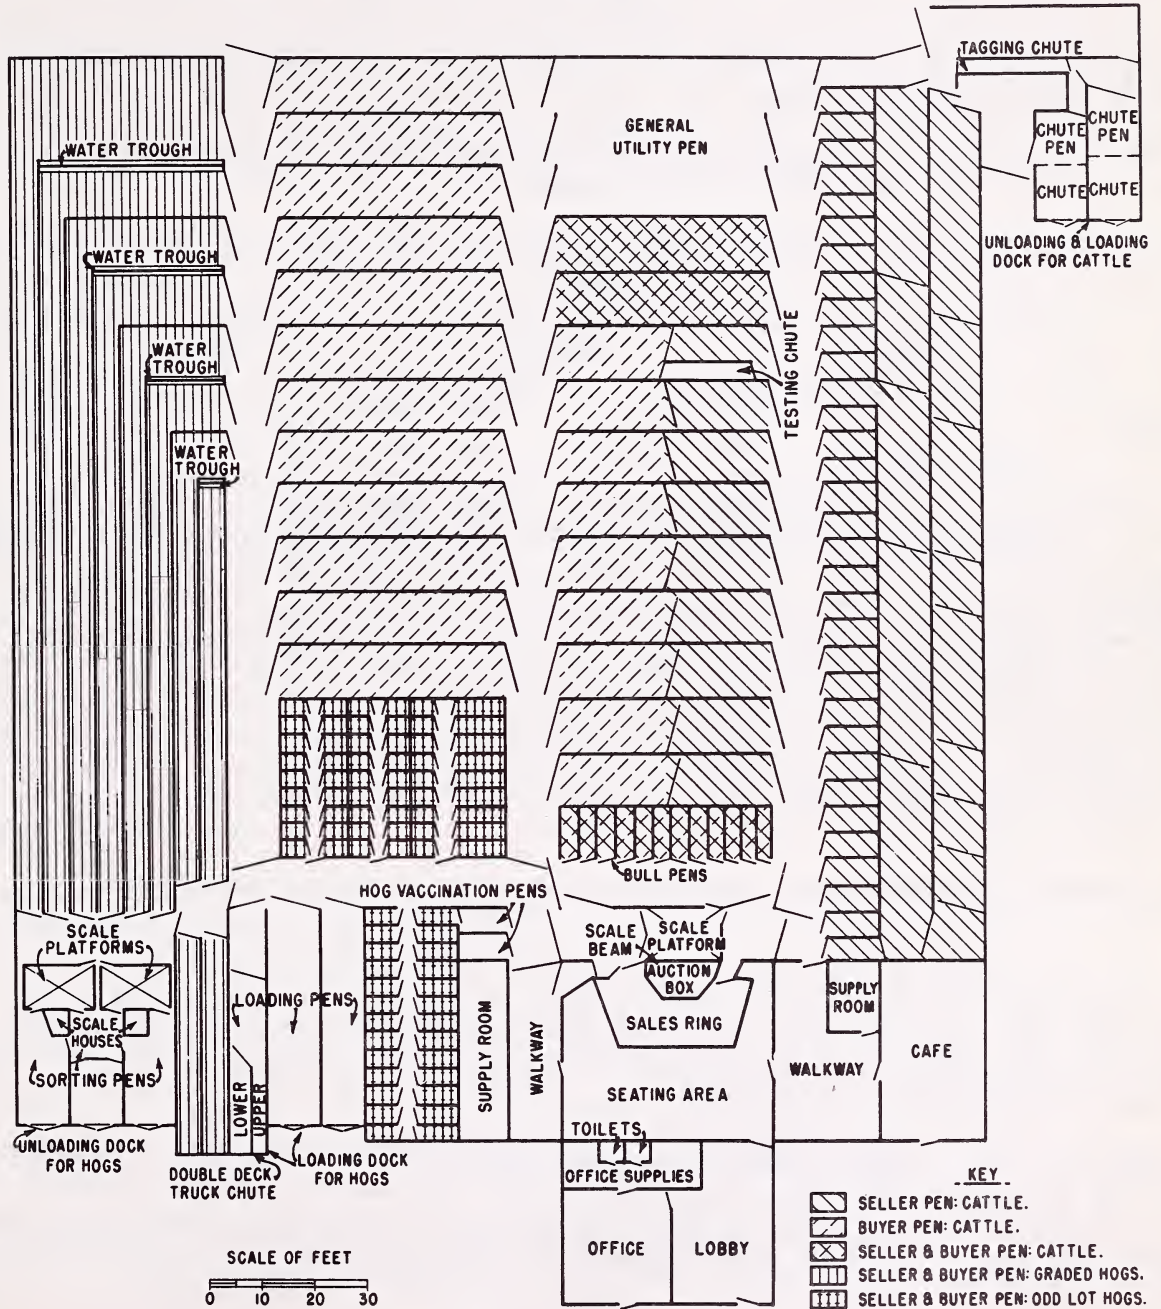 TAGGING CHUTE
GENERAL
UTILITY PEN
CHUTE
PEN
CHUTE
PEN
WATER TROUGH
CHUTE
CHUTE
UNLOADING & LOADING
DOCK FOR CATTLE
WATER TROUGH
WATER
TROUGH
TESTING CHUTE
WATER
TROUGH
BULL PENS
HOG VACCINATION PENS
SCALE
PLATFORMS
SCALE
BEAM
SCALE
PLATFORM
AUCTION
BOX
SUPPLY
ROOM
LOADING PENS
SCALE
HOUSES
SALES RING
SUPPLY ROOM
WALKWAY
WALKWAY
CAFE
SORTING PENS
LOWER
UPPER
SEATING AREA
UNLOADING DOCK
FOR HOGS
DOUBLE DECK
TRUCK CHUTE
LOADING DOCK
FOR HOGS
TOILETS
OFFICE SUPPLIES
OFFICE
LOBBY
SCALE OF FEET
0 10 20 30
KEY
SELLER PEN: CATTLE.
BUYER PEN: CATTLE.
SELLER & BUYER PEN: CATTLE.
SELLER & BUYER PEN: GRADED HOGS.
SELLER & BUYER PEN: ODD LOT HOGS.